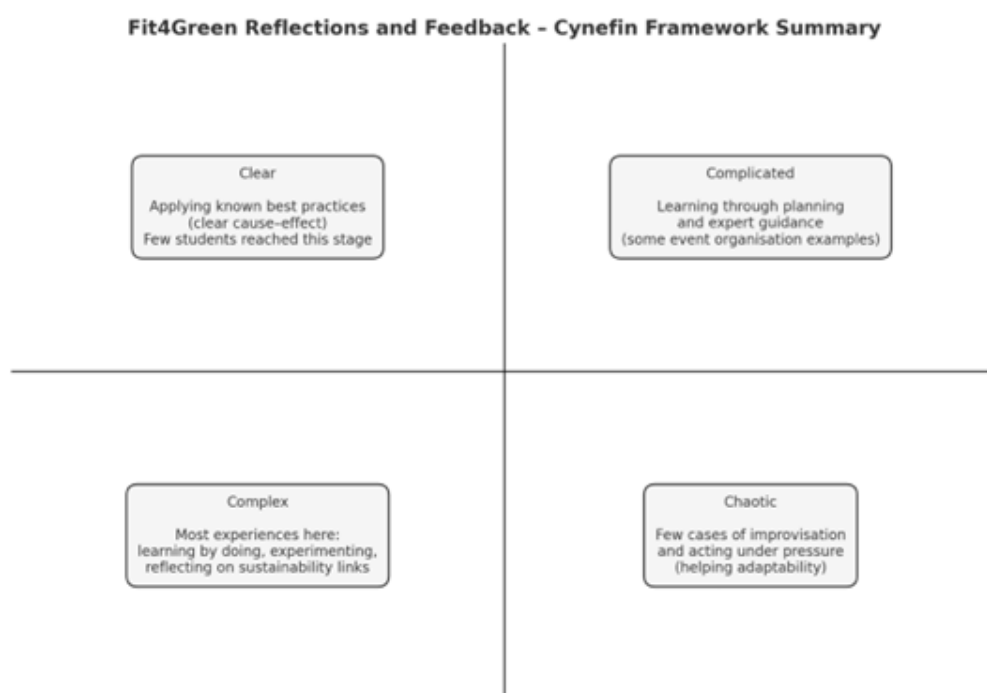 Fit4Green Reflections and Feedback – Cynefin Framework Summary
Clear
Applying known best practices
(clear cause–effect)
Few students reached this stage
Complicated
Learning through planning
and expert guidance
(some event organisation examples)
Complex
Most experiences here:
learning by doing, experimenting,
reflecting on sustainability links
Chaotic
Few cases of improvisation
and acting under pressure
(helping adaptability)